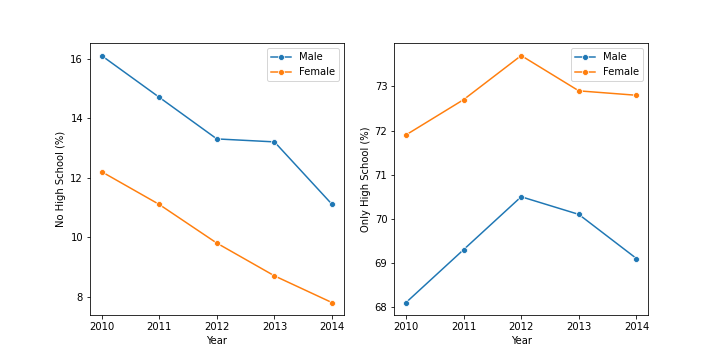 No High School (%)
16
14
12
10
8
Male
Female
2010 2011 2012 2013 2014
Year
Only High School (%)
73
72
71
70
69
68
Male
Female
2010 2011 2012 2013 2014
Year